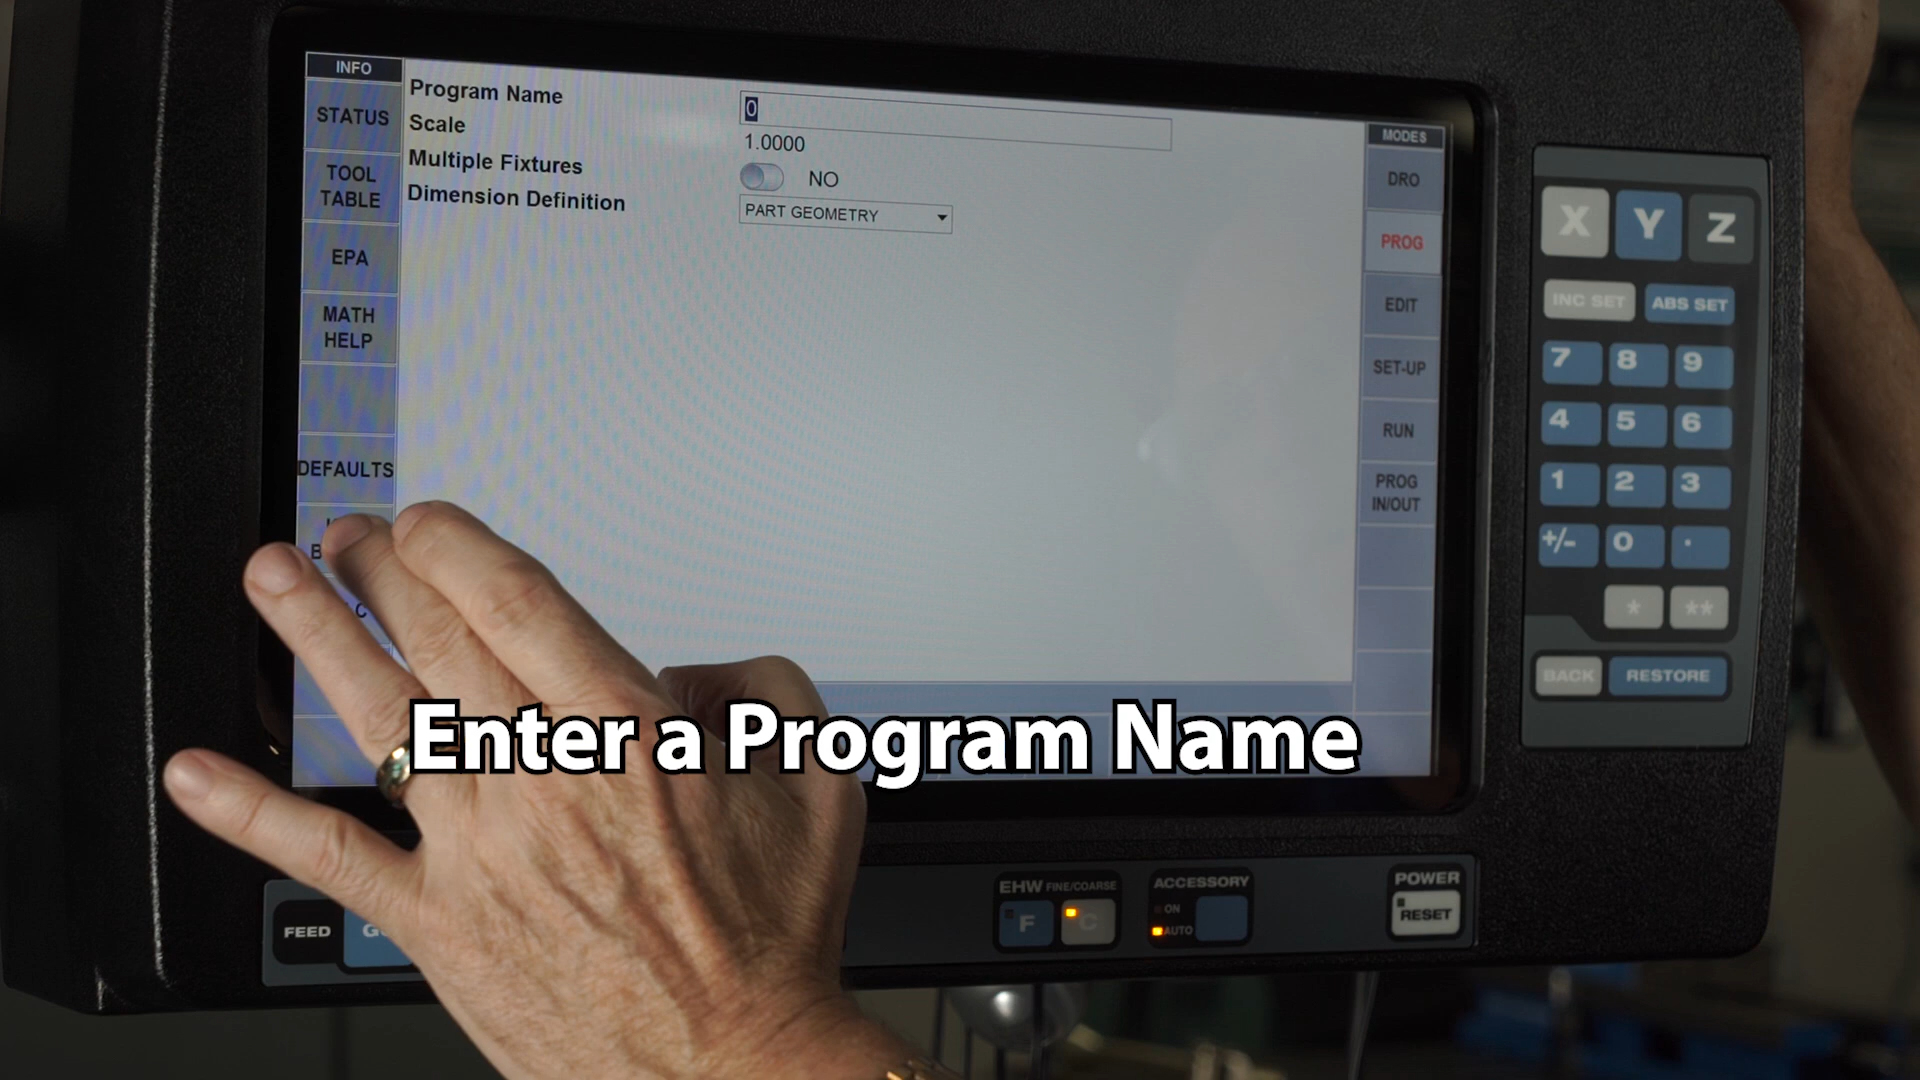 INFO
STATUS
TOOL
TABLE
EPA
MATH
HELP
DEFAULTS
Program Name
0
Scale
1.0000
Multiple Fixtures
NO
Dimension Definition
PART GEOMETRY
MODES
DRO
PROG
EDIT
SET-UP
RUN
PROG
IN/OUT
X Y Z
INC SET ABS SET
7 8 9
4 5 6
1 2 3
+/- 0 .
* **
BACK RESTORE
Enter a Program Name
FEED
EHW FINE/COARSE
F C
ACCESSORY
ON
AUTO
POWER
RESET